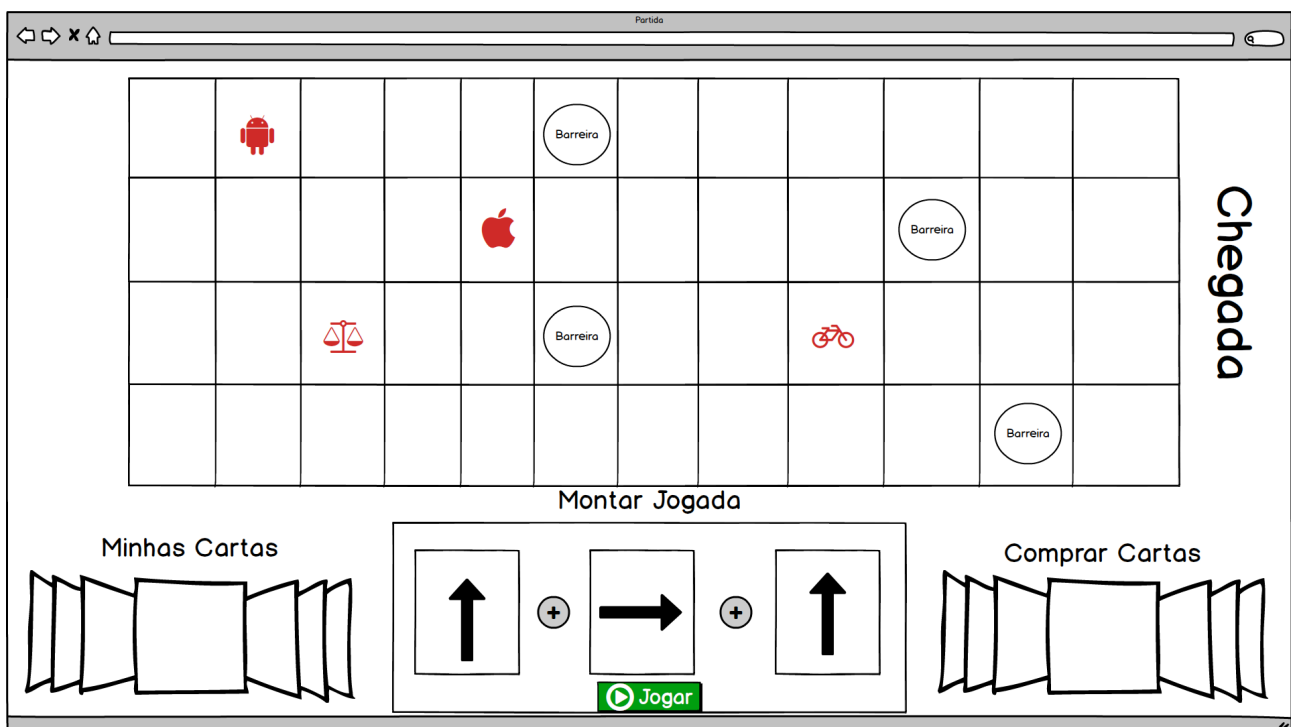 Partida
Barreira
Barreira
Barreira
Barreira
Chegada
Montar Jogada
Minhas Cartas
Comprar Cartas
Jogar